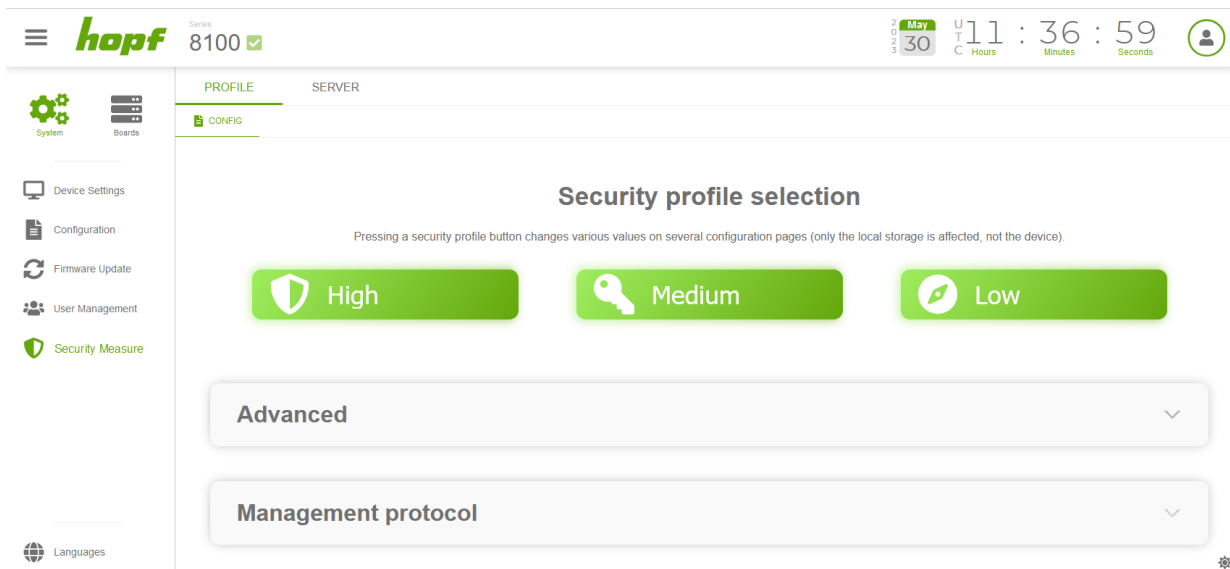 hopf
Series
8100
2023
May
30
UTC
11 : 36 : 59
Hours Minutes Seconds
System Boards
PROFILE SERVER
CONFIG
Device Settings
Configuration
Firmware Update
User Management
Security Measure
Languages
Security profile selection
Pressing a security profile button changes various values on several configuration pages (only the local storage is affected, not the device).
High Medium Low
Advanced
Management protocol